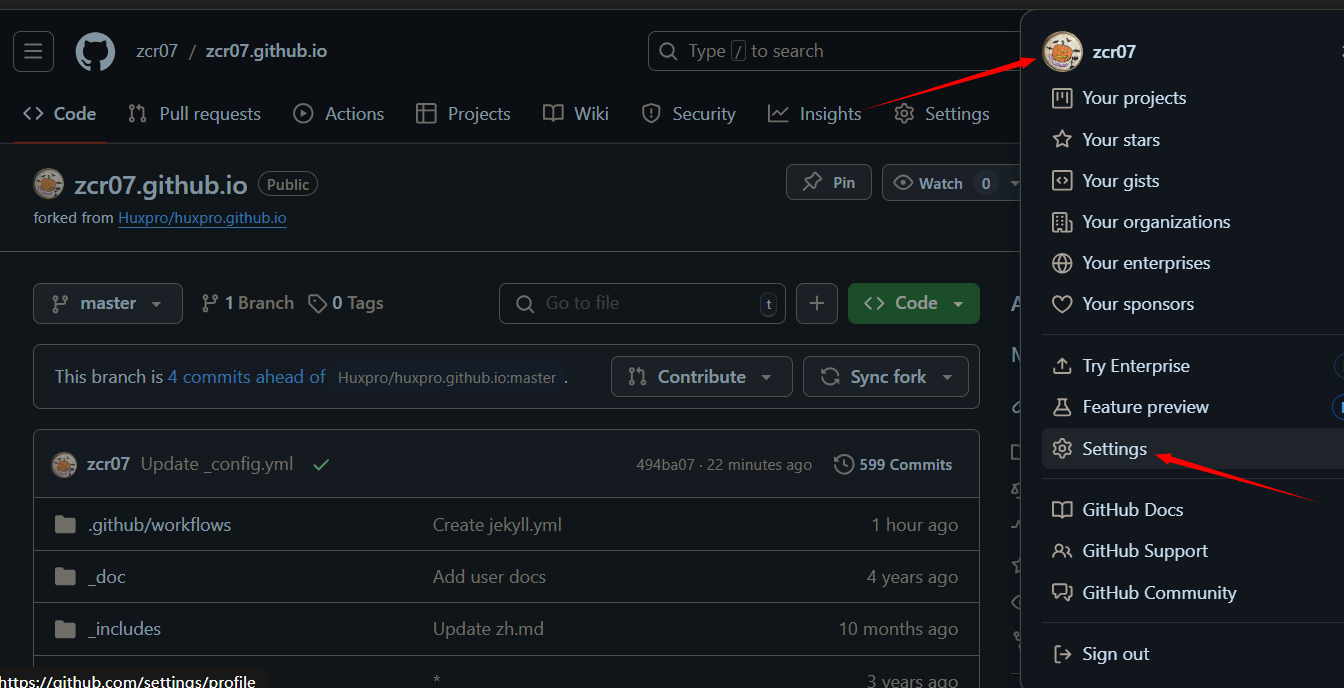 zcr07 / zcr07.github.io
Type / to search
Code
Pull requests
Actions
Projects
Wiki
Security
Insights
Settings
zcr07.github.io
Public
Pin
Watch 0
forked from Huxpro/huxpro.github.io
master
1 Branch
0 Tags
Go to file
t
Code
This branch is 4 commits ahead of Huxpro/huxpro.github.io:master .
Contribute
Sync fork
zcr07 Update _config.yml
494ba07 · 22 minutes ago
599 Commits
.github/workflows
Create jekyll.yml
1 hour ago
_doc
Add user docs
4 years ago
_includes
Update zh.md
10 months ago
*
3 years ago
https://github.com/settings/profile
zcr07
Your projects
Your stars
Your gists
Your organizations
Your enterprises
Your sponsors
Try Enterprise
Feature preview
Settings
GitHub Docs
GitHub Support
GitHub Community
Sign out